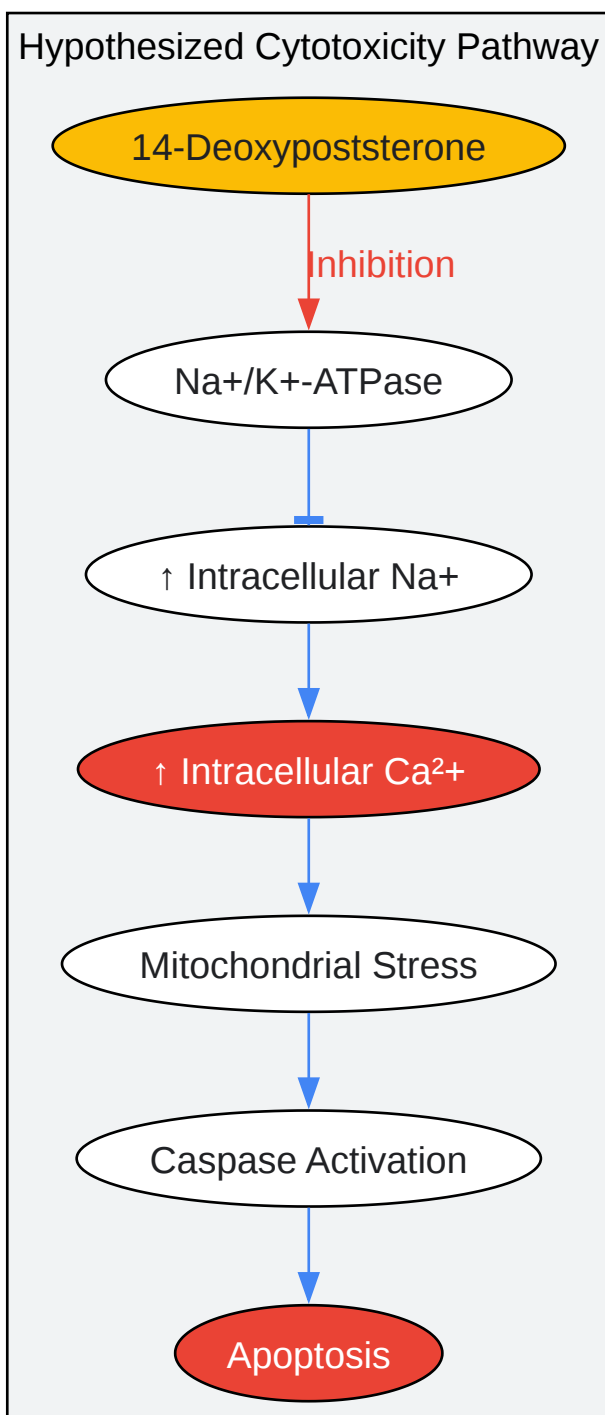 Hypothesized Cytotoxicity Pathway
14-Deoxypoststerone
Inhibition
Na+/K+-ATPase
↑ Intracellular Na+
↑ Intracellular Ca²+
Mitochondrial Stress
Caspase Activation
Apoptosis